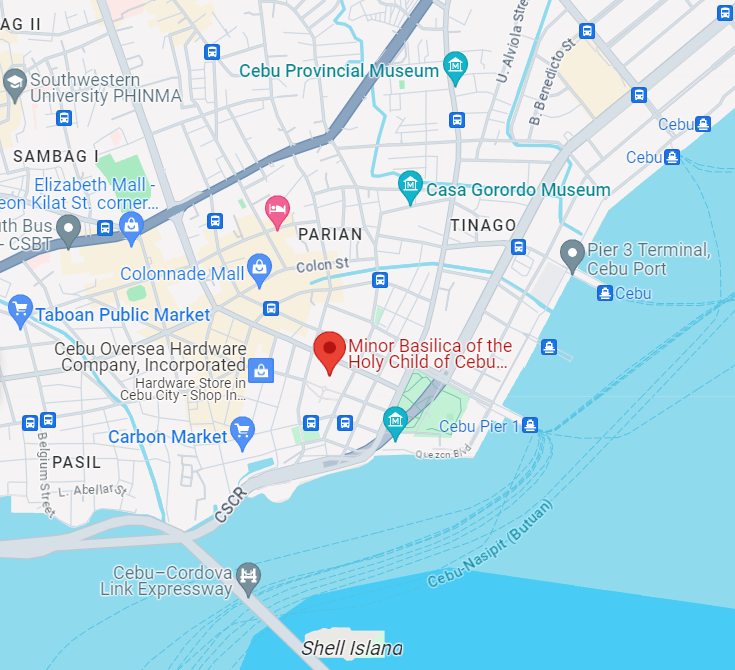 AG II
U. Alviola Stre
B. Benedicto St.
Cebu Provincial Museum
Southwestern
University PHINMA
Cebu
Cebu
SAMBAG I
Elizabeth Mall -
eon Kilat St. corner...
Casa Gorordo Museum
th Bus
- CSBT
PARIAN
TINAGO
Pier 3 Terminal,
Cebu Port
Colon St
Colonnade Mall
Cebu
Taboan Public Market
Cebu Oversea Hardware
Company, Incorporated
Hardware Store in
Cebu City - Shop In...
Minor Basilica of the
Holy Child of Cebu...
Carbon Market
Cebu Pier 1
Quezon Blvd
Belgium Street
PASIL
L. Abellar St
CSCR
Cebu-Nasipit (Butuan)
Cebu–Cordova
Link Expressway
Shell Island